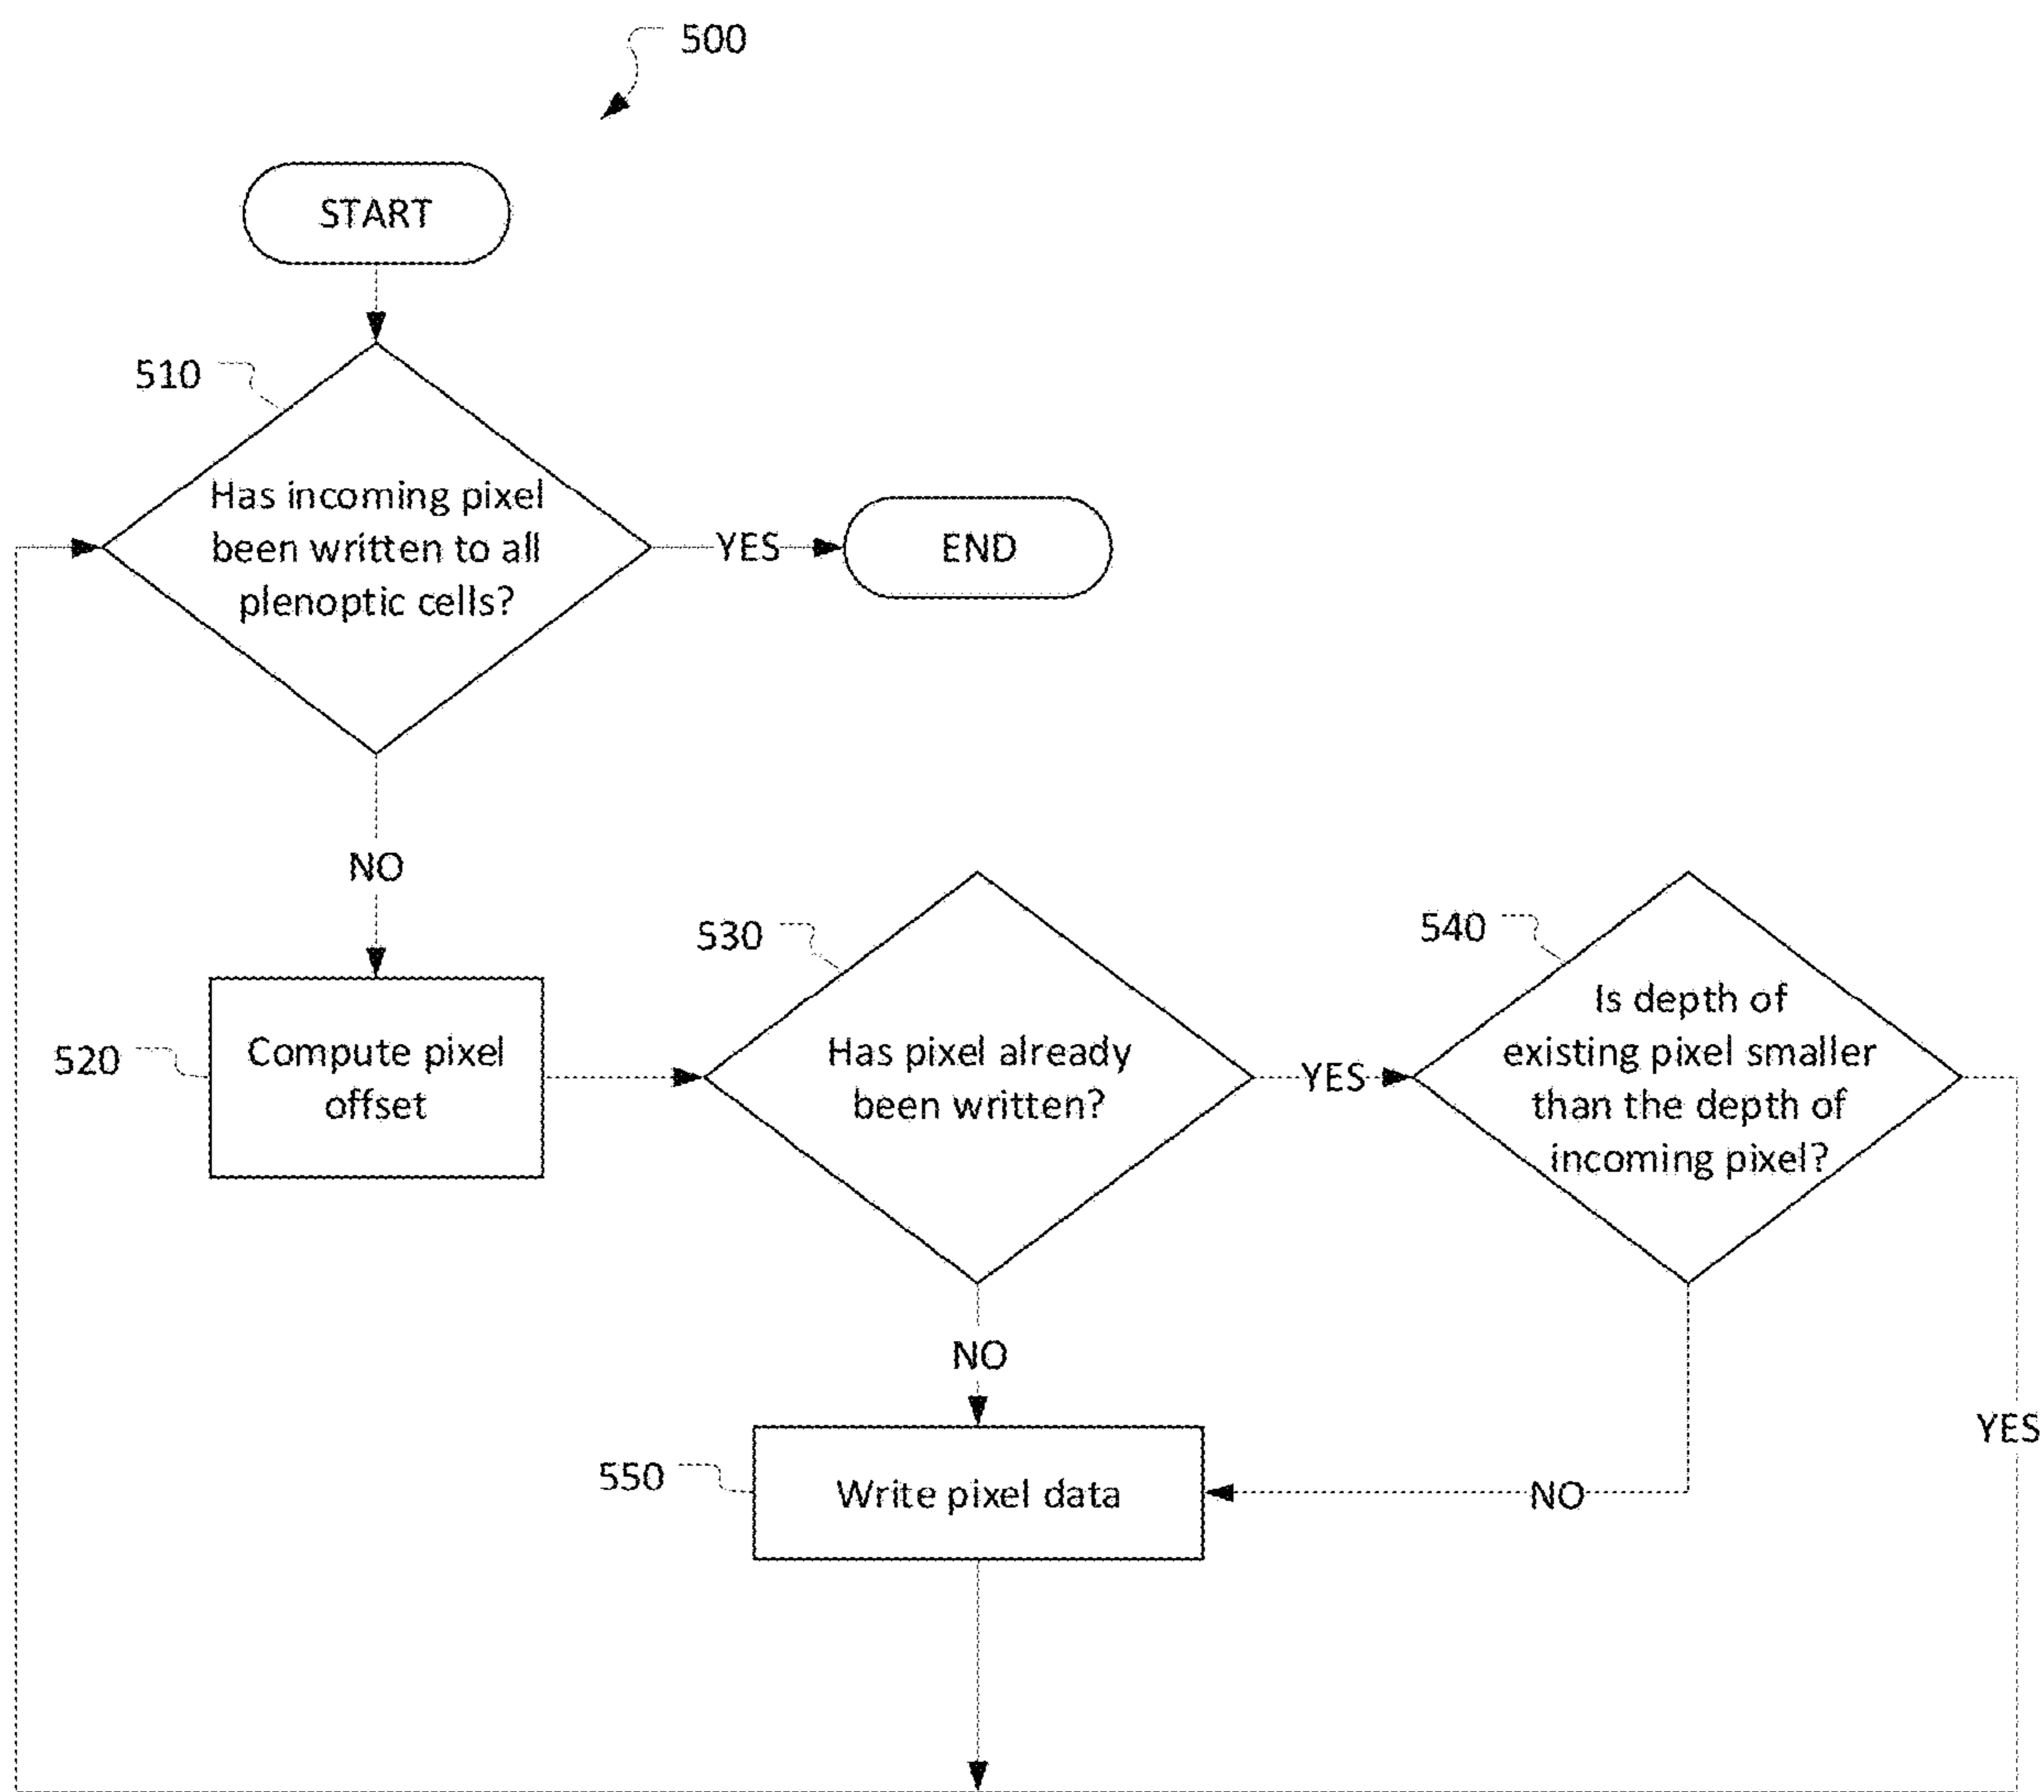 500
START
510
Has incoming pixel
been written to all
plenoptic cells?
YES
END
NO
520
Compute pixel
offset
530
Has pixel already
been written?
YES
540
Is depth of
existing pixel smaller
than the depth of
incoming pixel?
NO
YES
550
Write pixel data
NO